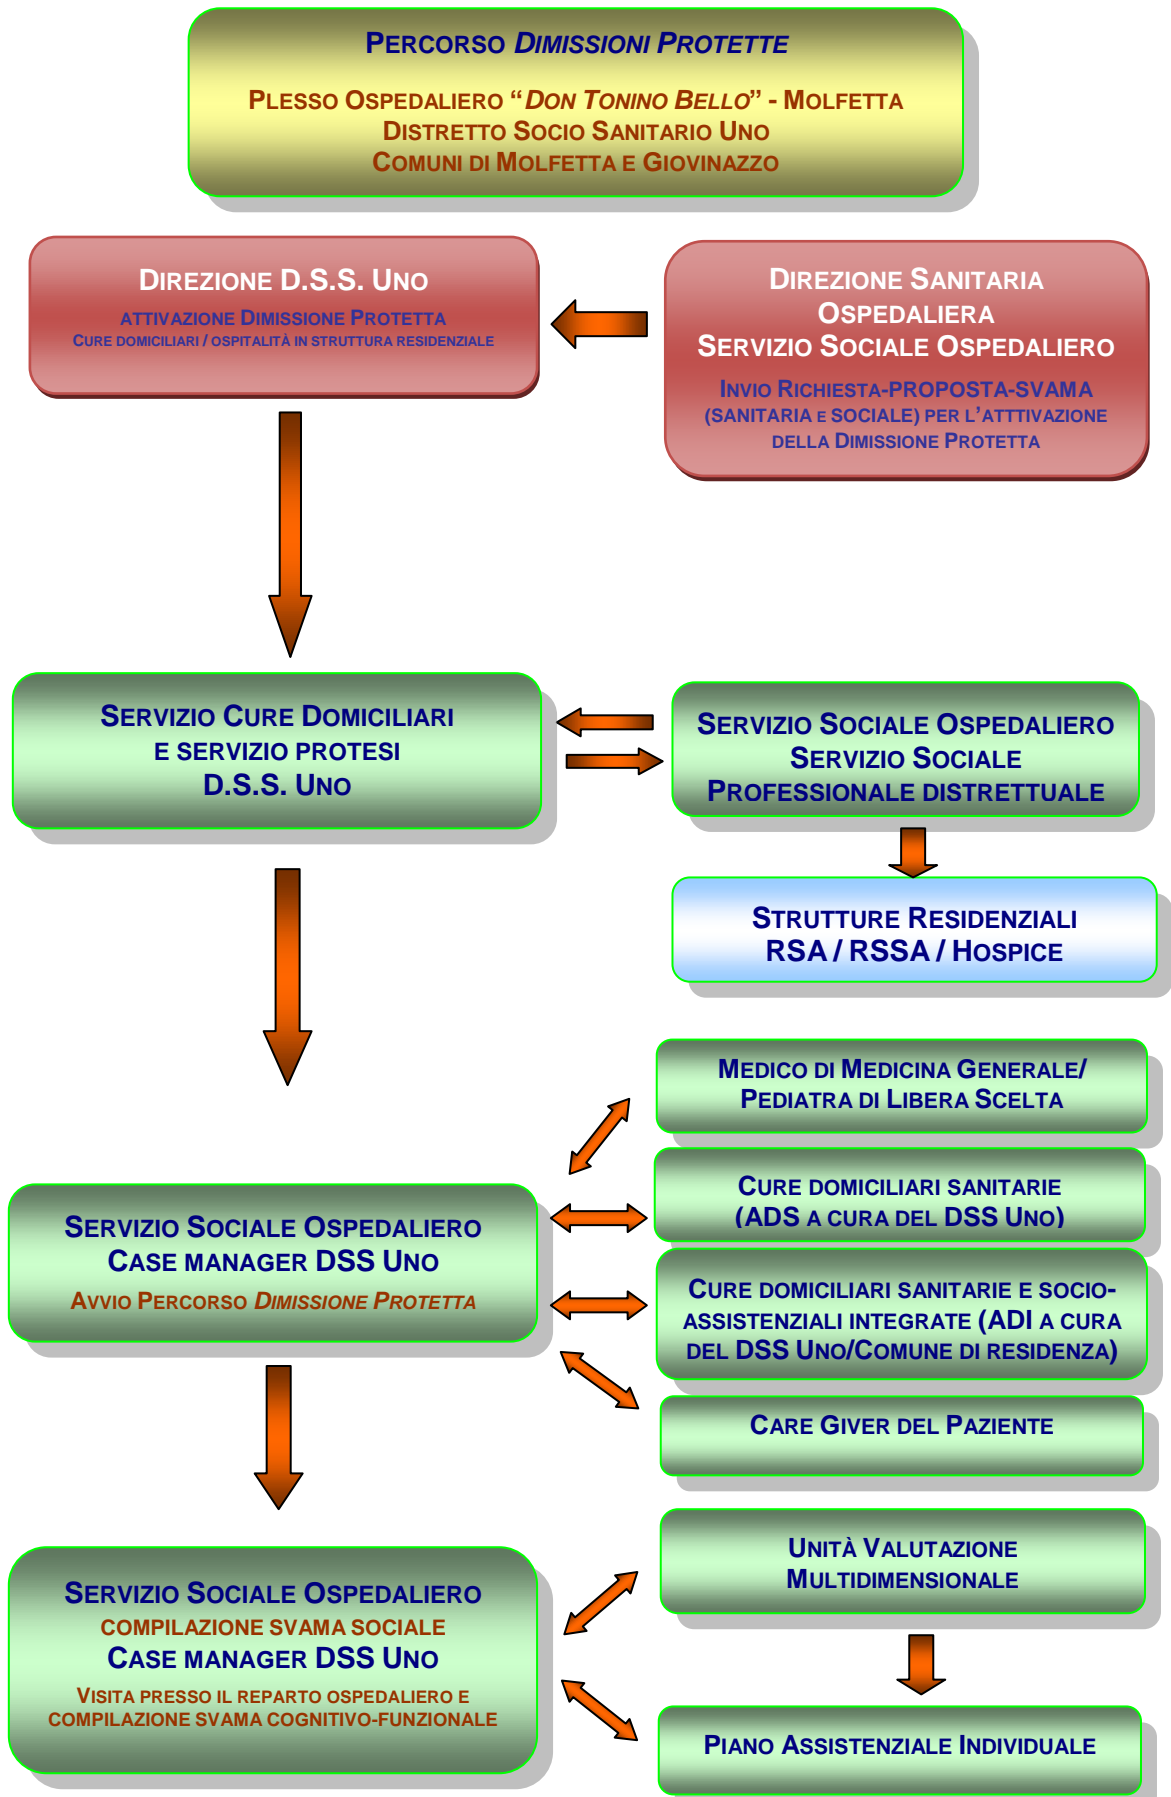 PERCORSO DIMISSIONI PROTETTE
PLESSO OSPEDALIERO “DON TONINO BELLO” - MOLFETTA
DISTRETTO SOCIO SANITARIO UNO
COMUNI DI MOLFETTA E GIOVINAZZO
DIREZIONE D.S.S. UNO
ATTIVAZIONE DIMISSIONE PROTETTA
CURE DOMICILIARI / OSPITALITÀ IN STRUTTURA RESIDENZIALE
DIREZIONE SANITARIA
OSPEDALIERA
SERVIZIO SOCIALE OSPEDALIERO
INVIO RICHIESTA-PROPOSTA-SVAMA
(SANITARIA E SOCIALE) PER L’ATTTIVAZIONE
DELLA DIMISSIONE PROTETTA
SERVIZIO CURE DOMICILIARI
E SERVIZIO PROTESI
D.S.S. UNO
SERVIZIO SOCIALE OSPEDALIERO
SERVIZIO SOCIALE
PROFESSIONALE DISTRETTUALE
STRUTTURE RESIDENZIALI
RSA / RSSA / HOSPICE
MEDICO DI MEDICINA GENERALE/
PEDIATRA DI LIBERA SCELTA
CURE DOMICILIARI SANITARIE
(ADS A CURA DEL DSS UNO)
SERVIZIO SOCIALE OSPEDALIERO
CASE MANAGER DSS UNO
AVVIO PERCORSO DIMISSIONE PROTETTA
CURE DOMICILIARI SANITARIE E SOCIO-
ASSISTENZIALI INTEGRATE (ADI A CURA
DEL DSS UNO/COMUNE DI RESIDENZA)
CARE GIVER DEL PAZIENTE
UNITÀ VALUTAZIONE
MULTIDIMENSIONALE
SERVIZIO SOCIALE OSPEDALIERO
COMPILAZIONE SVAMA SOCIALE
CASE MANAGER DSS UNO
VISITA PRESSO IL REPARTO OSPEDALIERO E
COMPILAZIONE SVAMA COGNITIVO-FUNZIONALE
PIANO ASSISTENZIALE INDIVIDUALE